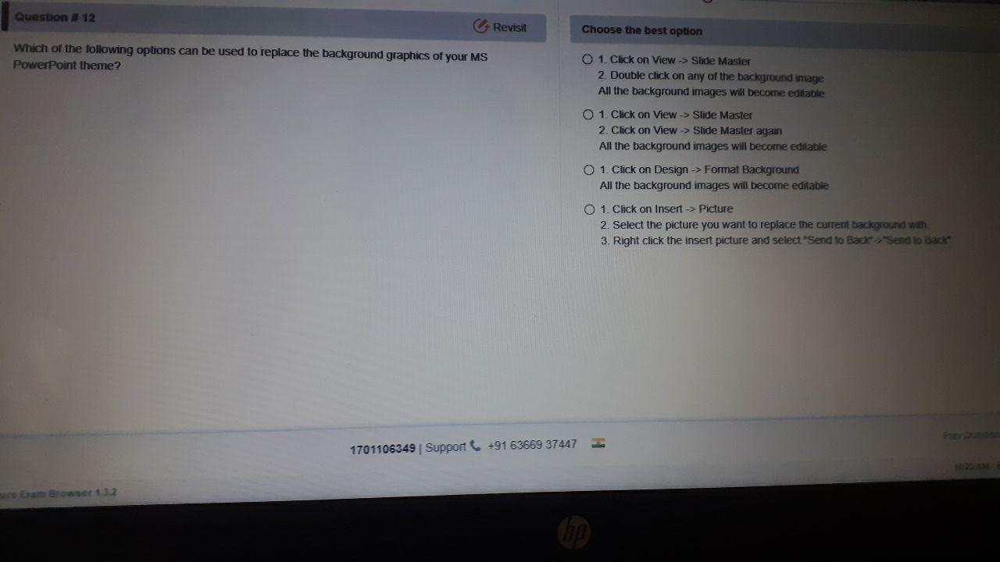 Question # 12
Revisit
Which of the following options can be used to replace the background graphics of your MS
PowerPoint theme?
Choose the best option
1. Click on View -> Slide Master
2. Double click on any of the background image
All the background images will become editable
1. Click on View -> Slide Master
2. Click on View -> Slide Master again
All the background images will become editable
1. Click on Design -> Format Background
All the background images will become editable
1. Click on Insert -> Picture
2. Select the picture you want to replace the current background with.
3. Right click the insert picture and select "Send to Back"->"Send to Back"
1701106349 | Support +91 63669 37447
Prev
Exam Browser 1.3.2
hp